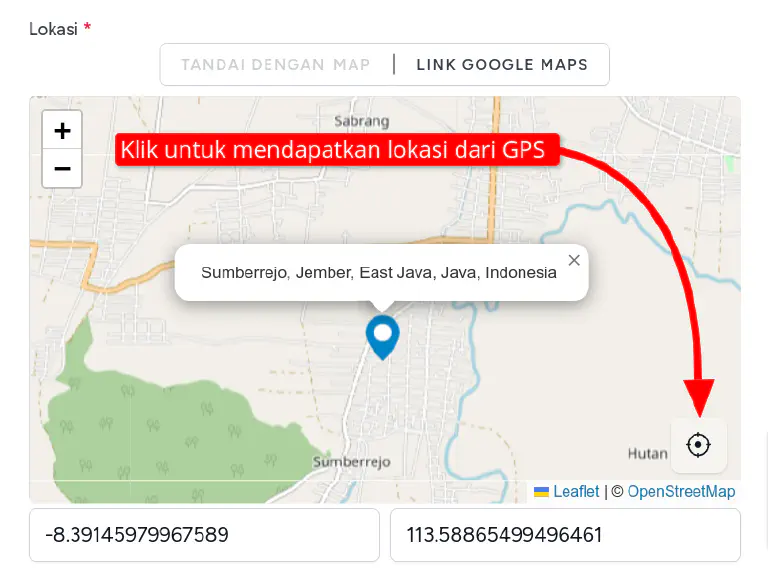 Lokasi *
TANDAI DENGAN MAP | LINK GOOGLE MAPS
+
Sabrang
Klik untuk mendapatkan lokasi dari GPS
−
Sumberrejo, Jember, East Java, Java, Indonesia
×
Sumberrejo
Hutan
Leaflet | © OpenStreetMap
-8.39145979967589
113.58865499496461